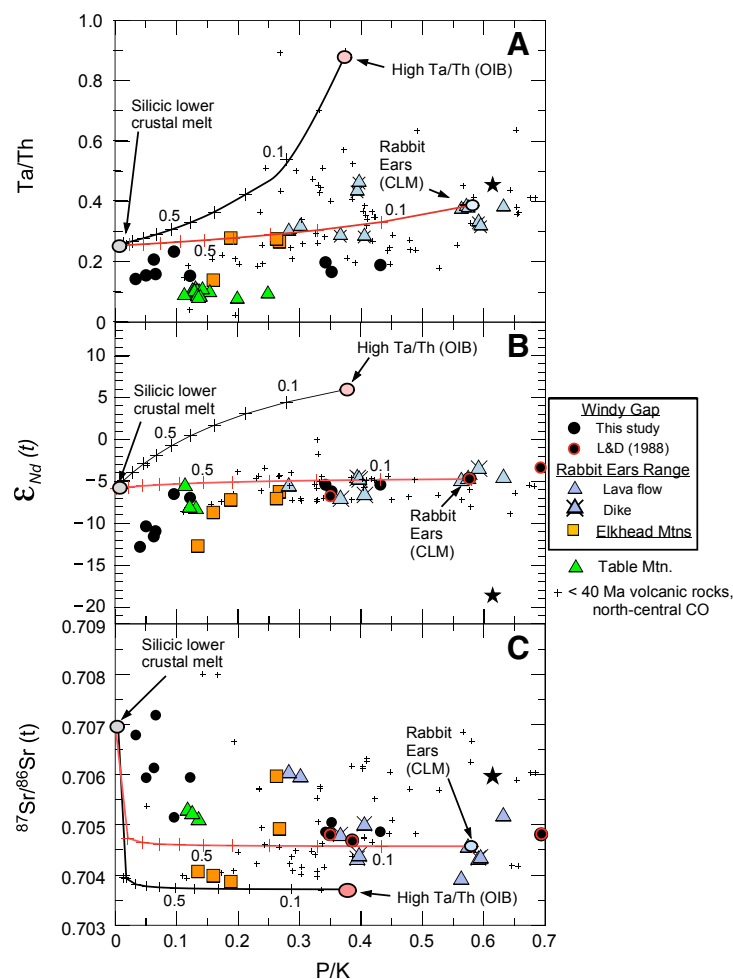 A
1.0
0.8
0.6
0.4
0.2
0
Ta/Th
High Ta/Th (OIB)
Silicic lower
crustal melt
0.1
0.5
Rabbit
Ears
(CLM)
0.1
0.5
B
10
5
0
−5
−10
−15
−20
εNd (t)
High Ta/Th (OIB)
Silicic lower
crustal melt
0.1
0.5
0.5
0.1
Rabbit
Ears
(CLM)
C
0.709
0.708
0.707
0.706
0.705
0.704
0.703
87Sr/86Sr (t)
Silicic lower
crustal melt
Rabbit
Ears
(CLM)
0.5
0.1
0.5
0.1
High Ta/Th (OIB)
0
0.1
0.2
0.3
0.4
0.5
0.6
0.7
P/K
Windy Gap
This study
L&D (1988)
Rabbit Ears Range
Lava flow
Dike
Elkhead Mtns
Table Mtn.
< 40 Ma volcanic rocks,
north-central CO